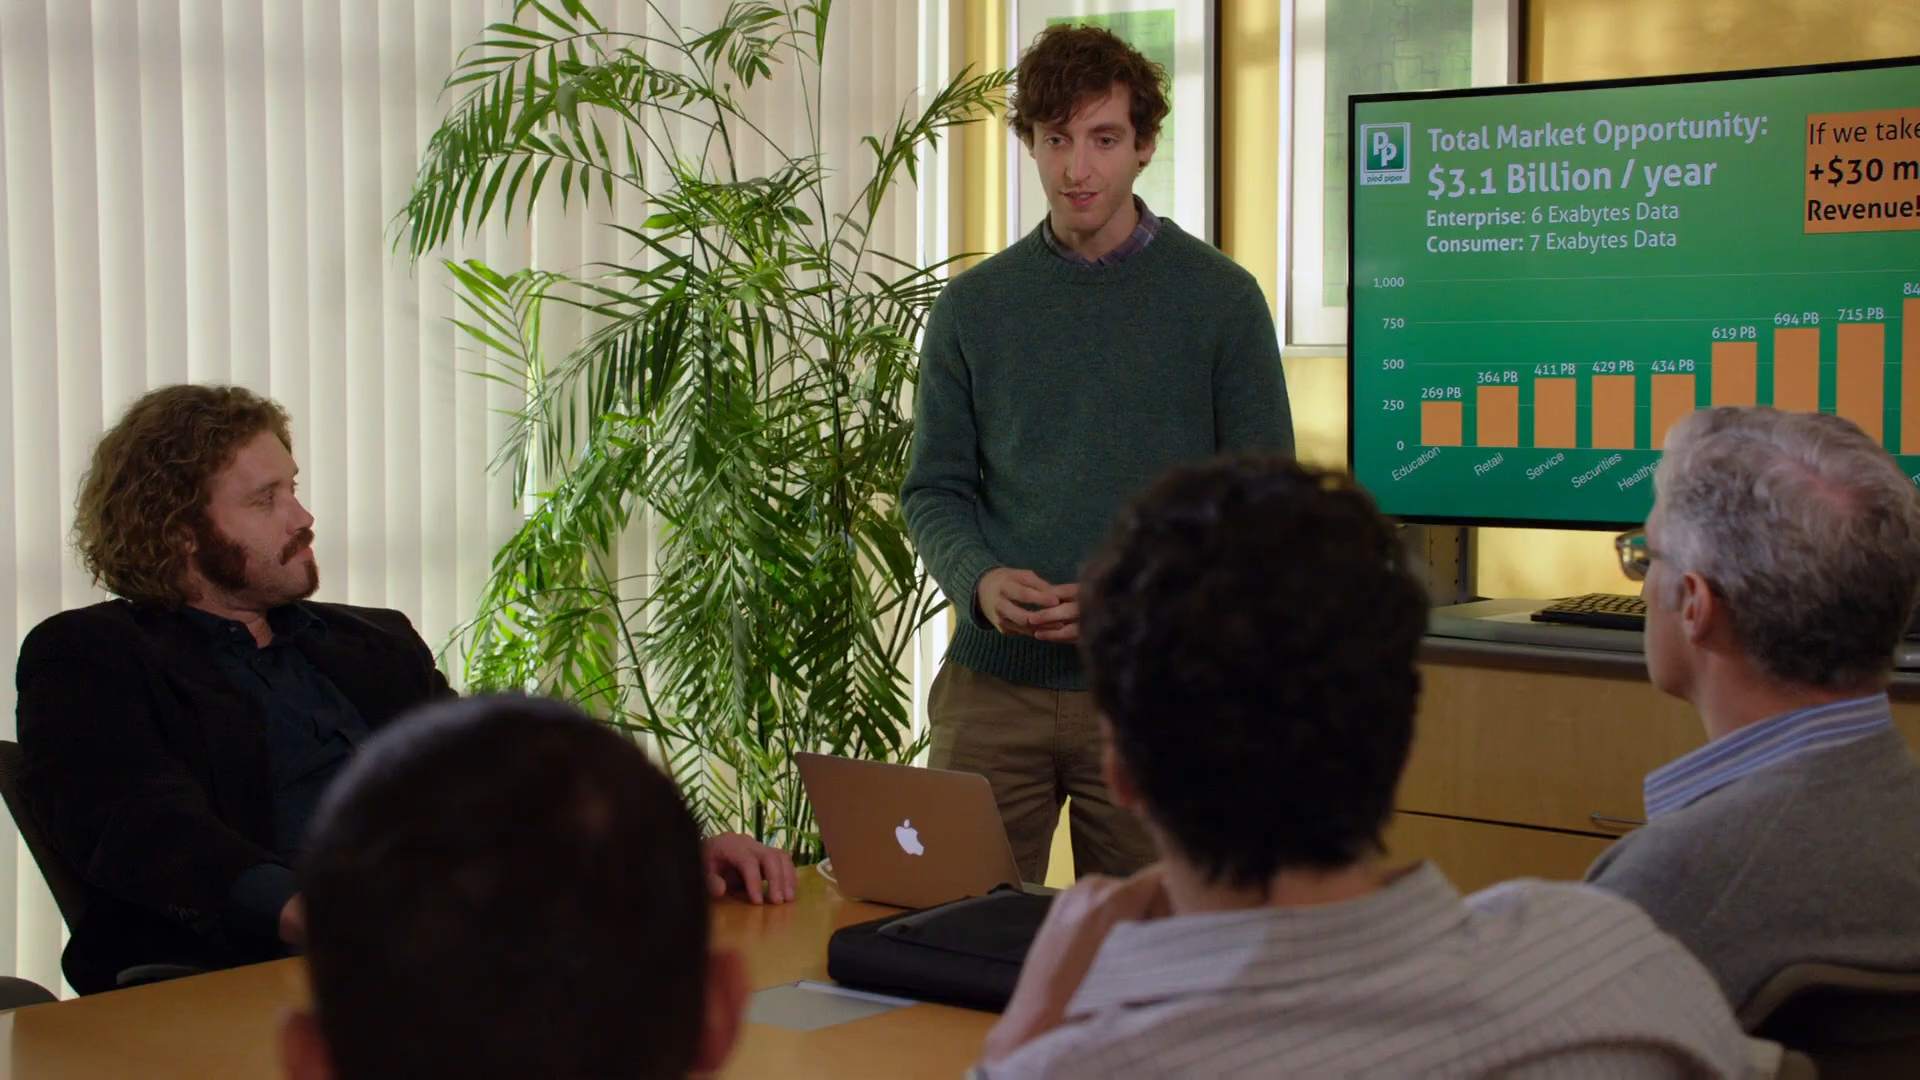 Pp
pied piper
Total Market Opportunity:
$3.1 Billion / year
Enterprise: 6 Exabytes Data
Consumer: 7 Exabytes Data
If we take
+$30 m
Revenue!
1,000
750
500
250
0
269 PB
364 PB
411 PB
429 PB
434 PB
619 PB
694 PB
715 PB
84
Education
Retail
Service
Securities
Healthca